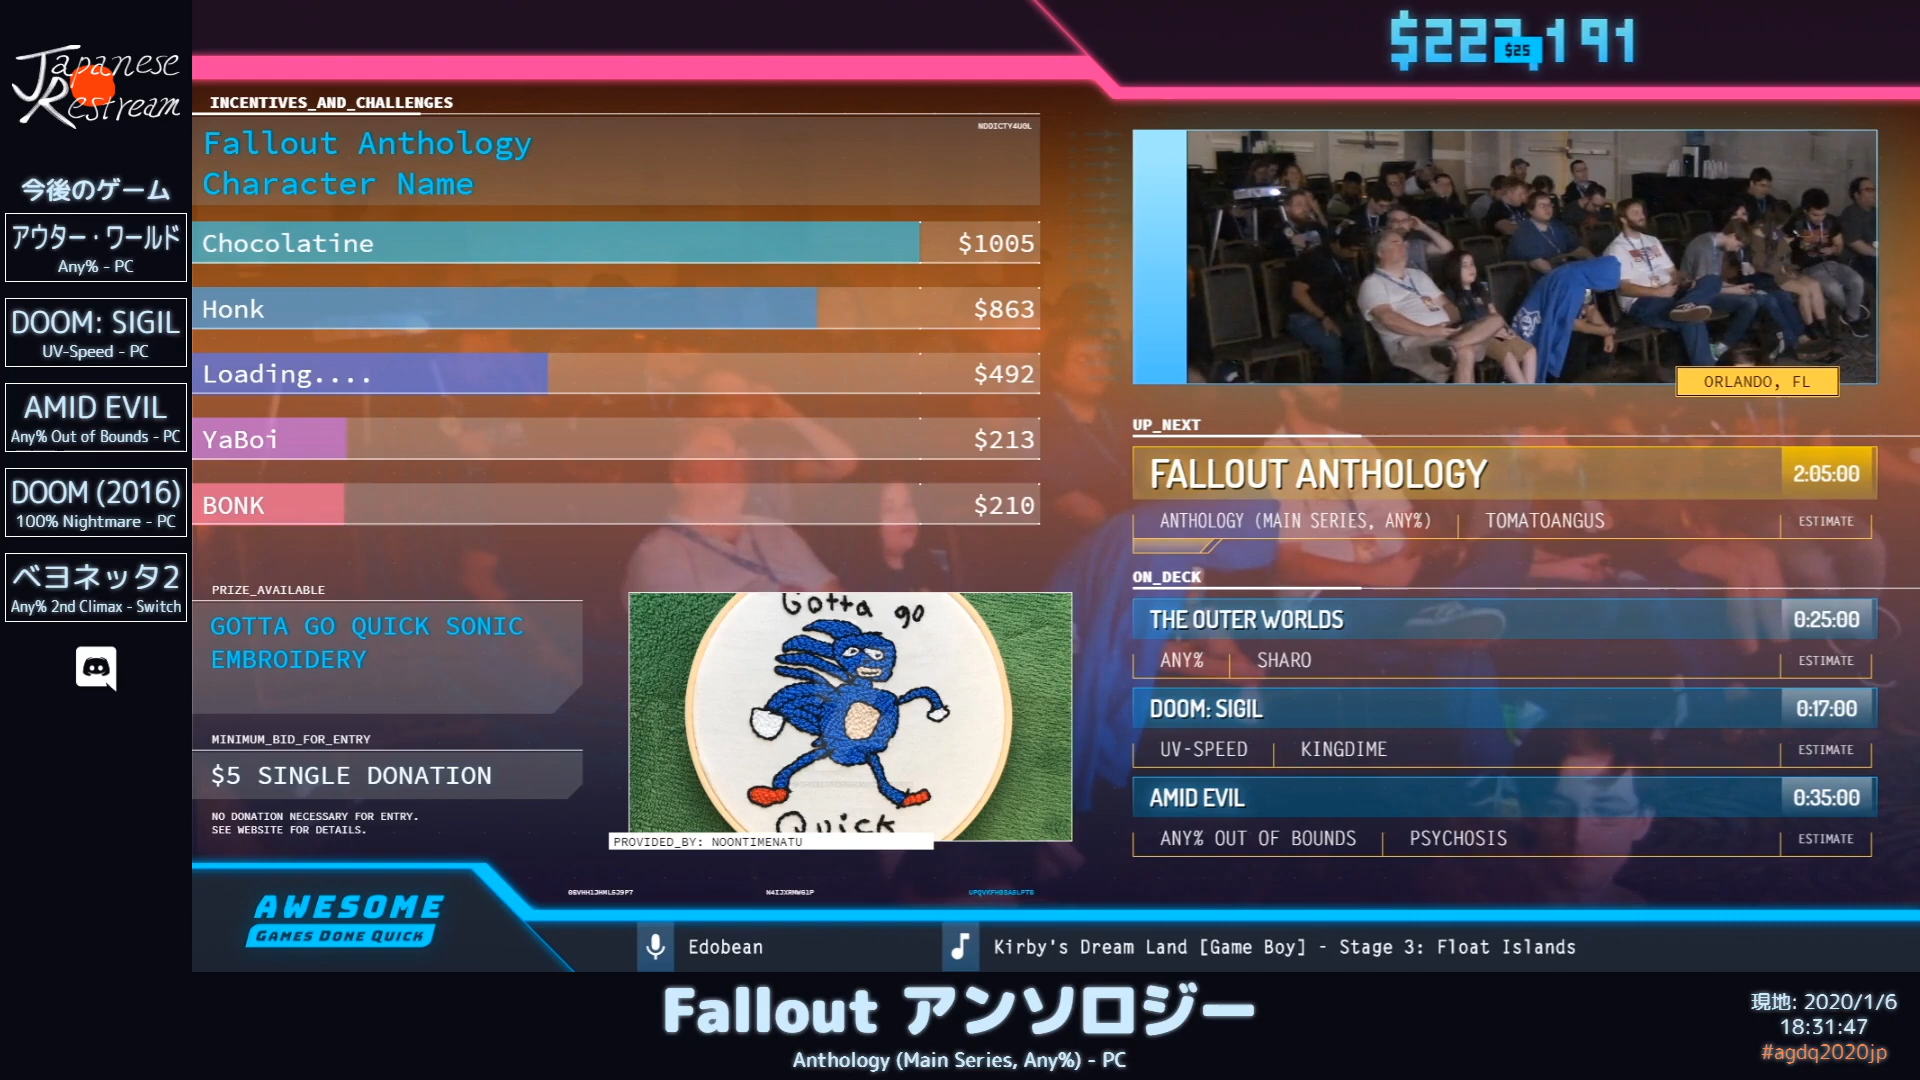 Japanese
Restream
今後のゲーム
アウター・ワールド
Any% - PC
DOOM: SIGIL
UV-Speed - PC
AMID EVIL
Any% Out of Bounds - PC
DOOM (2016)
100% Nightmare - PC
ベヨネッタ2
Any% 2nd Climax - Switch
$25
INCENTIVES_AND_CHALLENGES
Fallout Anthology
Character Name
Chocolatine $1005
Honk $863
Loading.... $492
YaBoi $213
BONK $210
PRIZE_AVAILABLE
GOTTA GO QUICK SONIC
EMBROIDERY
MINIMUM_BID_FOR_ENTRY
$5 SINGLE DONATION
NO DONATION NECESSARY FOR ENTRY.
SEE WEBSITE FOR DETAILS.
Gotta go
Quick
PROVIDED_BY: NOONTIMENATU
ORLANDO, FL
UP_NEXT
FALLOUT ANTHOLOGY 2:05:00
ANTHOLOGY (MAIN SERIES, ANY%) TOMATOANGUS ESTIMATE
ON_DECK
THE OUTER WORLDS 0:25:00
ANY% SHARO ESTIMATE
DOOM: SIGIL 0:17:00
UV-SPEED KINGDIME ESTIMATE
AMID EVIL 0:35:00
ANY% OUT OF BOUNDS PSYCHOSIS ESTIMATE
AWESOME
GAMES DONE QUICK
Edobean
Kirby's Dream Land [Game Boy] - Stage 3: Float Islands
Fallout アンソロジー
Anthology (Main Series, Any%) - PC
現地: 2020/1/6
18:31:47
#agdq2020jp